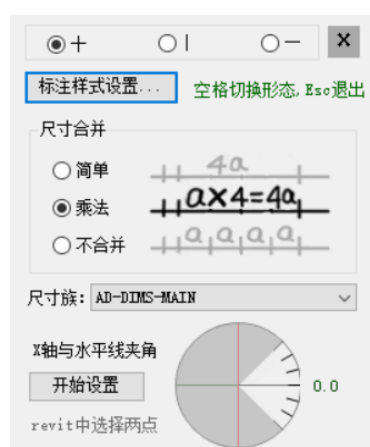 + | — X
标注样式设置... 空格切换形态,Esc退出
尺寸合并
简单 4a
乘法 ax4=4a
不合并 a a a a
尺寸族: AD-DIMS-MAIN
X轴与水平线夹角
开始设置 0.0
revit中选择两点